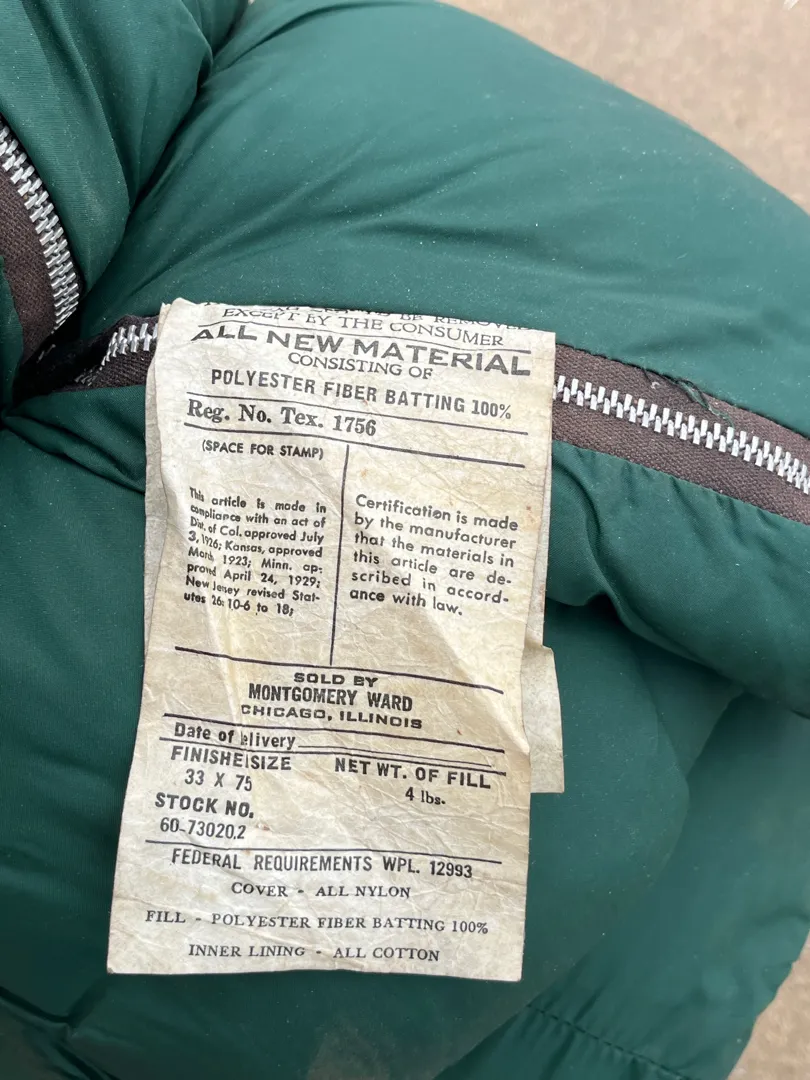 BE REMOVED
EXCEPT BY THE CONSUMER
ALL NEW MATERIAL
CONSISTING OF
POLYESTER FIBER BATTING 100%
Reg. No. Tex. 1756
(SPACE FOR STAMP)
This article is made in
compliance with an act of
Dist. of Col. approved July
3, 1926; Kansas, approved
March 1923; Minn. ap-
proved April 24, 1929;
New Jersey revised Stat-
utes 26:10-6 to 18;
Certification is made
by the manufacturer
that the materials in
this article are de-
scribed in accord-
ance with law.
SOLD BY
MONTGOMERY WARD
CHICAGO, ILLINOIS
Date of elivery
FINISHE SIZE NET WT. OF FILL
33 X 75 4 lbs.
STOCK NO.
60-73020.2
FEDERAL REQUIREMENTS WPL. 12993
COVER - ALL NYLON
FILL - POLYESTER FIBER BATTING 100%
INNER LINING - ALL COTTON